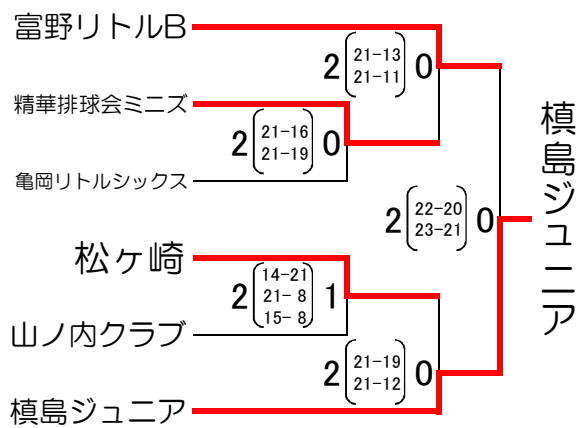 富野リトルB
2 21-13 0
21-11
精華排球会ミニズ
2 21-16 0
21-19
亀岡リトルシックス
2 22-20 0
23-21
槙島ジュニア
松ヶ崎
2 14-21 1
21- 8
15- 8
山ノ内クラブ
2 21-19 0
21-12
槙島ジュニア